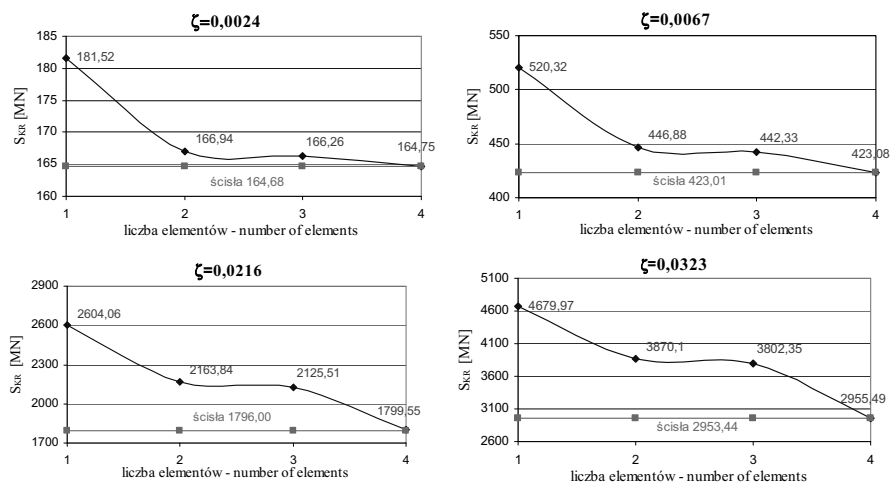 ζ=0,0024
S_KR [MN]
185
180
175
170
165
160
181,52
166,94
166,26
164,75
ścisła 164,68
1 2 3 4
liczba elementów - number of elements
ζ=0,0067
S_KR [MN]
550
500
450
400
520,32
446,88
442,33
423,08
ścisła 423,01
1 2 3 4
liczba elementów - number of elements
ζ=0,0216
S_KR [MN]
2900
2600
2300
2000
1700
2604,06
2163,84
2125,51
1799,55
ścisła 1796,00
1 2 3 4
liczba elementów - number of elements
ζ=0,0323
S_KR [MN]
5100
4600
4100
3600
3100
2600
4679,97
3870,1
3802,35
2955,49
ścisła 2953,44
1 2 3 4
liczba elementów - number of elements